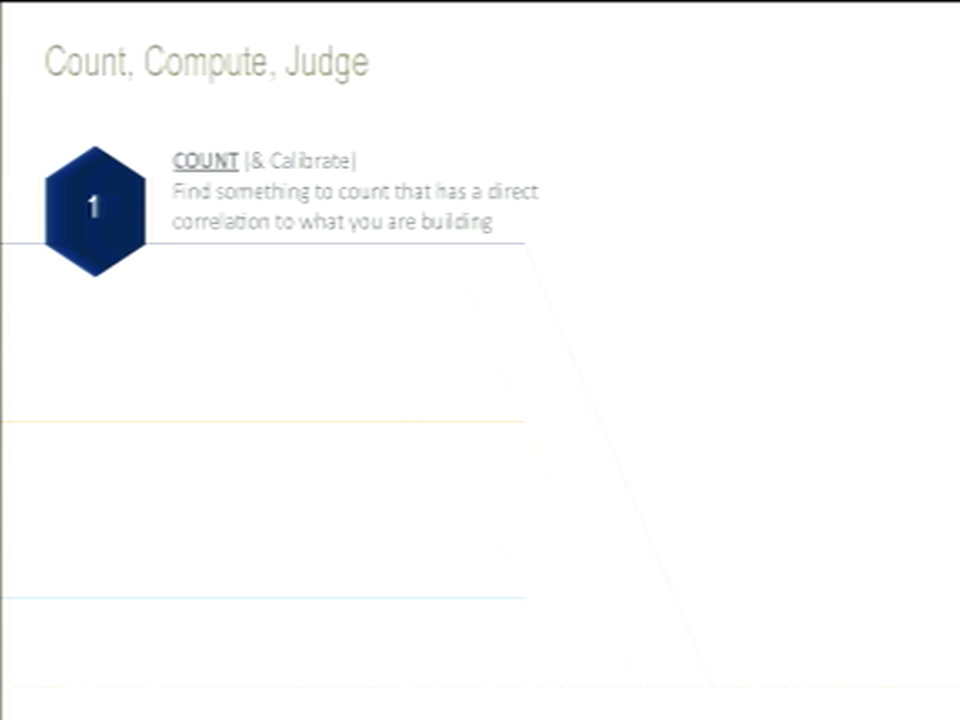 Count, Compute, Judge
1
COUNT (& Calibrate)
Find something to count that has a direct
correlation to what you are building